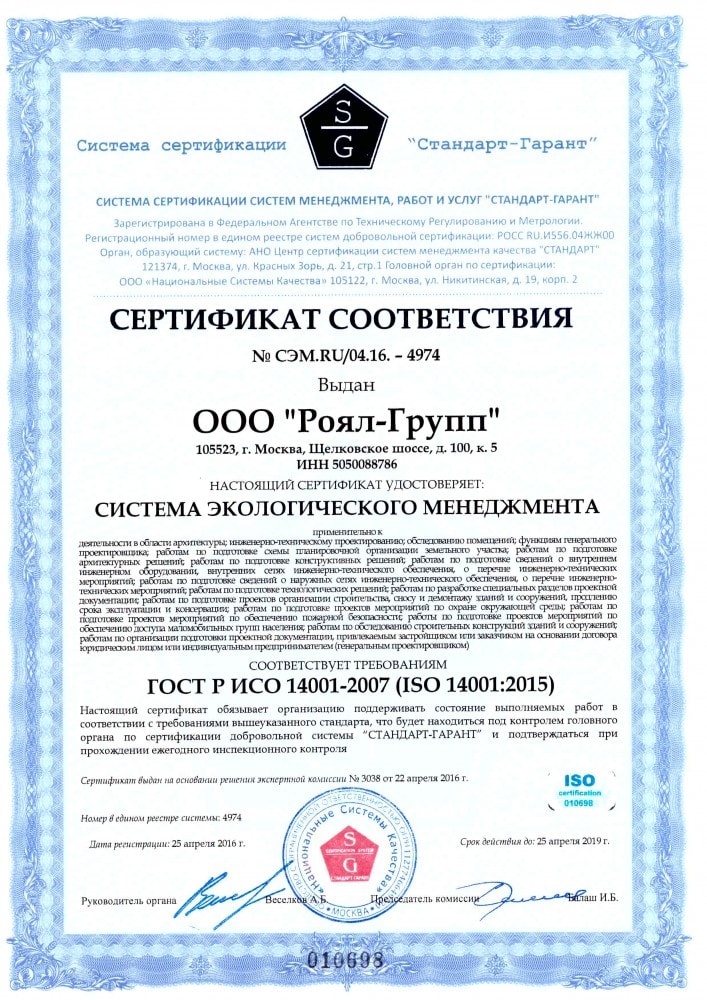 S
G
Система сертификации
"Стандарт-Гарант"
СИСТЕМА СЕРТИФИКАЦИИ СИСТЕМ МЕНЕДЖМЕНТА, РАБОТ И УСЛУГ "СТАНДАРТ-ГАРАНТ"
Зарегистрирована в Федеральном Агентстве по Техническому Регулированию и Метрологии.
Регистрационный номер в едином реестре систем добровольной сертификации: РОСС RU.И556.04ЖЖ00
Орган, образующий систему: АНО Центр сертификации систем менеджмента качества "СТАНДАРТ"
121374, г. Москва, ул. Красных Зорь, д. 21, стр.1 Головной орган по сертификации:
ООО «Национальные Системы Качества» 105122, г. Москва, ул. Никитинская, д. 19, корп. 2
СЕРТИФИКАТ СООТВЕТСТВИЯ
№ СЭМ.RU/04.16. – 4974
Выдан
ООО "Роял-Групп"
105523, г. Москва, Щелковское шоссе, д. 100, к. 5
ИНН 5050088786
НАСТОЯЩИЙ СЕРТИФИКАТ УДОСТОВЕРЯЕТ:
СИСТЕМА ЭКОЛОГИЧЕСКОГО МЕНЕДЖМЕНТА
применительно к
деятельности в области архитектуры; инженерно-техническому проектированию; обследованию помещений; функциям генерального
проектировщика; работам по подготовке схемы планировочной организации земельного участка; работам по подготовке
архитектурных решений; работам по подготовке конструктивных решений; работам по подготовке сведений о внутреннем
инженерном оборудовании, внутренних сетях инженерно-технического обеспечения, о перечне инженерно-технических
мероприятий; работам по подготовке сведений о наружных сетях инженерно-технического обеспечения, о перечне инженерно-
технических мероприятий; работам по подготовке технологических решений; работам по разработке специальных разделов проектной
документации; работам по подготовке проектов организации строительства, сносу и демонтажу зданий и сооружений, продлению
срока эксплуатации и консервации; работам по подготовке проектов мероприятий по охране окружающей среды; работам по
подготовке проектов мероприятий по обеспечению пожарной безопасности; работы по подготовке проектов мероприятий по
обеспечению доступа маломобильных групп населения; работам по обследованию строительных конструкций зданий и сооружений;
работам по организации подготовки проектной документации, привлекаемым застройщиком или заказчиком на основании договора
юридическим лицом или индивидуальным предпринимателем (генеральным проектировщиком)
СООТВЕТСТВУЕТ ТРЕБОВАНИЯМ
ГОСТ Р ИСО 14001-2007 (ISO 14001:2015)
Настоящий сертификат обязывает организацию поддерживать состояние выполняемых работ в
соответствии с требованиями вышеуказанного стандарта, что будет находиться под контролем головного
органа по сертификации добровольной системы "СТАНДАРТ-ГАРАНТ" и подтверждаться при
прохождении ежегодного инспекционного контроля
Сертификат выдан на основании решения экспертной комиссии № 3038 от 22 апреля 2016 г.
ISO
certification
010698
Номер в едином реестре системы: 4974
Дата регистрации: 25 апреля 2016 г.
Срок действия до: 25 апреля 2019 г.
«Национальные Системы Качества»
S
CERTIFICATION SYSTEM
G
СТАНДАРТ-ГАРАНТ
МОСКВА
Руководитель органа
Веселков А.Б.
Председатель комиссии
Балаш И.Б.
010698